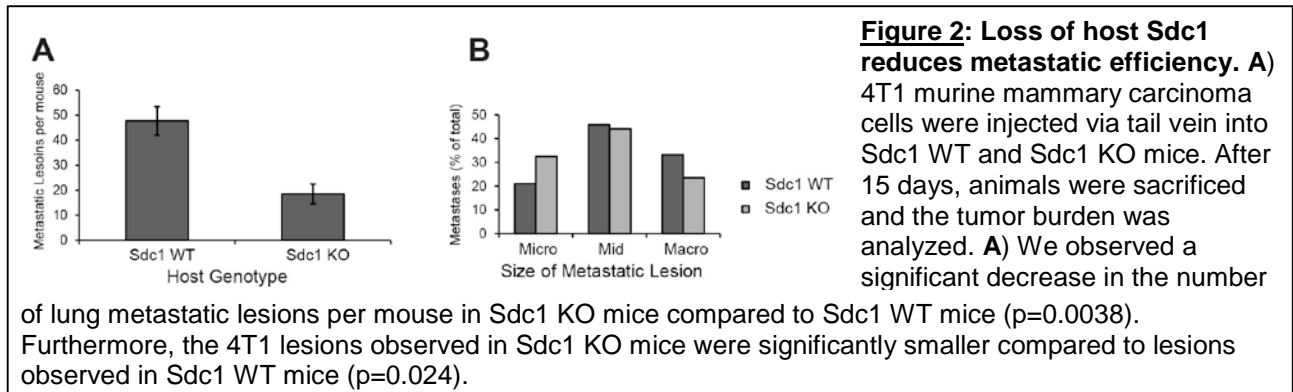 A
B
60
50
40
30
20
10
0
Metastatic Lesoins per mouse
Sdc1 WT
Sdc1 KO
Host Genotype
50
40
30
20
10
0
Metastases (% of total)
Micro
Mid
Macro
Size of Metastatic Lesion
Sdc1 WT
Sdc1 KO
Figure 2: Loss of host Sdc1
reduces metastatic efficiency. A)
4T1 murine mammary carcinoma
cells were injected via tail vein into
Sdc1 WT and Sdc1 KO mice. After
15 days, animals were sacrificed
and the tumor burden was
analyzed. A) We observed a
significant decrease in the number
of lung metastatic lesions per mouse in Sdc1 KO mice compared to Sdc1 WT mice (p=0.0038).
Furthermore, the 4T1 lesions observed in Sdc1 KO mice were significantly smaller compared to lesions
observed in Sdc1 WT mice (p=0.024).